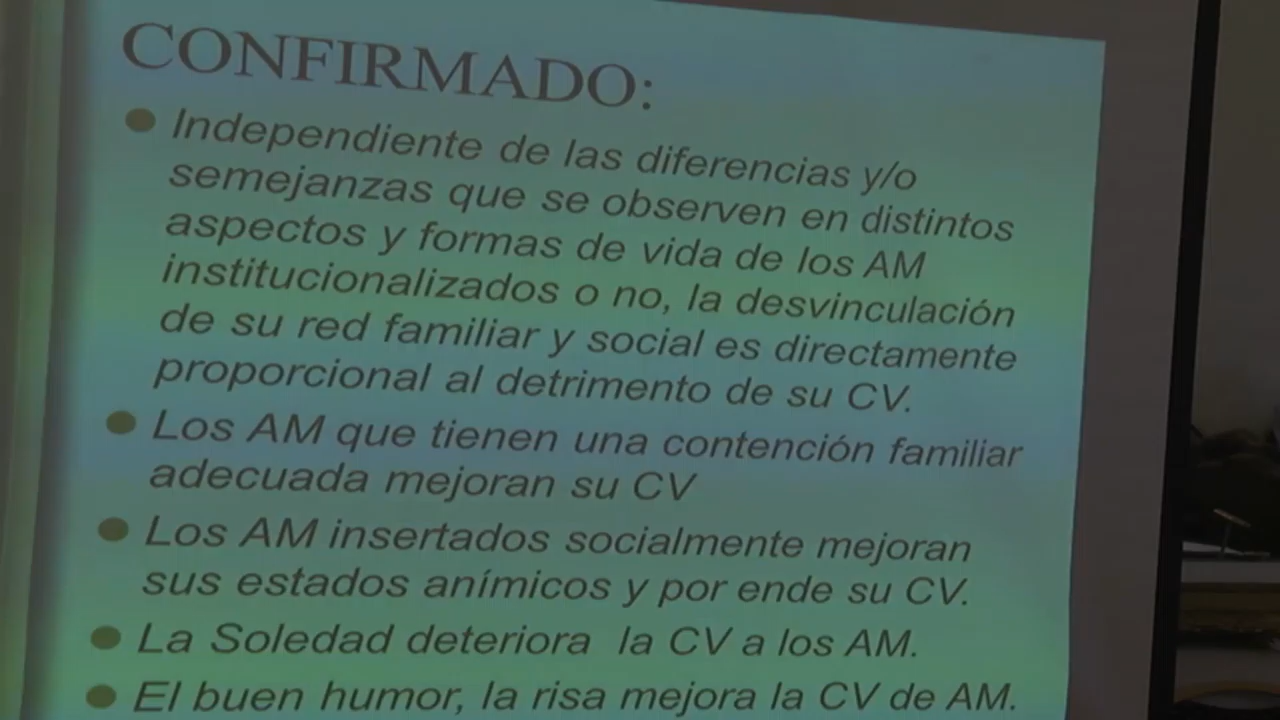 CONFIRMADO:
● Independiente de las diferencias y/o
semejanzas que se observen en distintos
aspectos y formas de vida de los AM
institucionalizados o no, la desvinculación
de su red familiar y social es directamente
proporcional al detrimento de su CV.
● Los AM que tienen una contención familiar
adecuada mejoran su CV
● Los AM insertados socialmente mejoran
sus estados anímicos y por ende su CV.
● La Soledad deteriora la CV a los AM.
● El buen humor, la risa mejora la CV de AM.